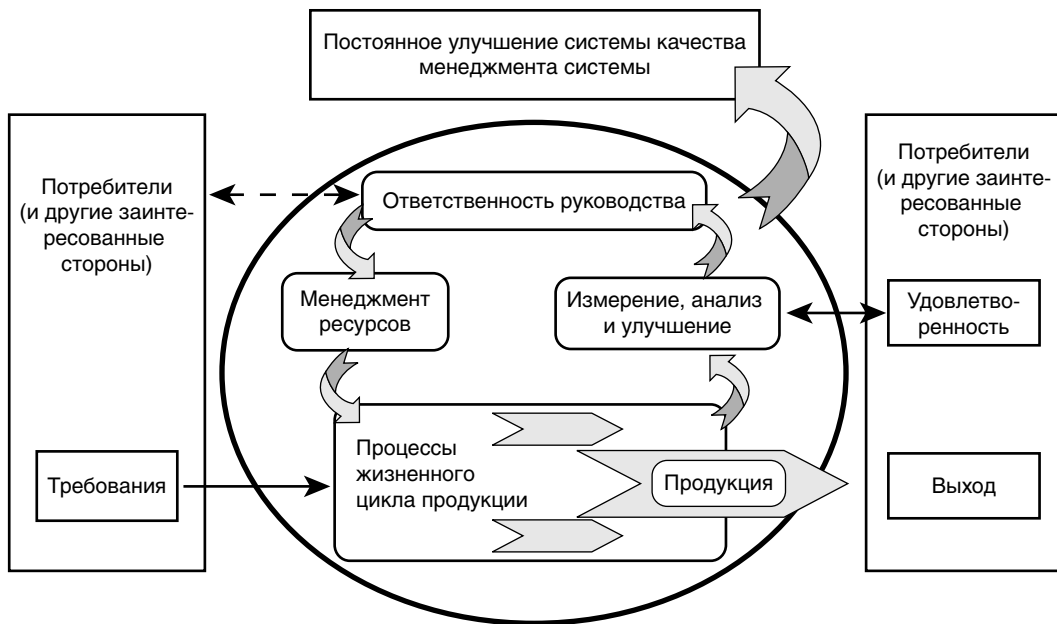 Постоянное улучшение системы качества
менеджмента системы
Потребители
(и другие заинте-
ресованные
стороны)
Требования
Ответственность руководства
Менеджмент
ресурсов
Измерение, анализ
и улучшение
Процессы
жизненного
цикла продукции
Продукция
Потребители
(и другие заинте-
ресованные
стороны)
Удовлетво-
ренность
Выход